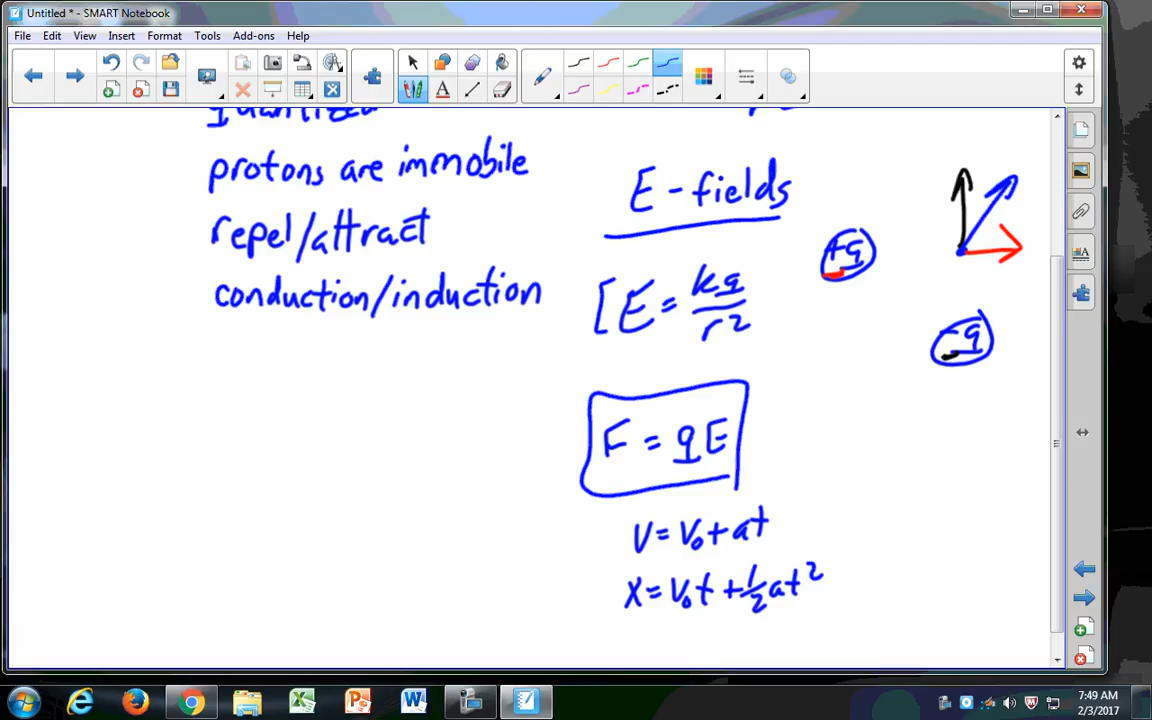 Untitled * - SMART Notebook
File Edit View Insert Format Tools Add-ons Help
quantized
protons are immobile
repel/attract
conduction/induction
E-fields
E = kq/r²
+q
-q
F = qE
V = V₀ + at
X = V₀t + ½at²
7:49 AM
2/3/2017